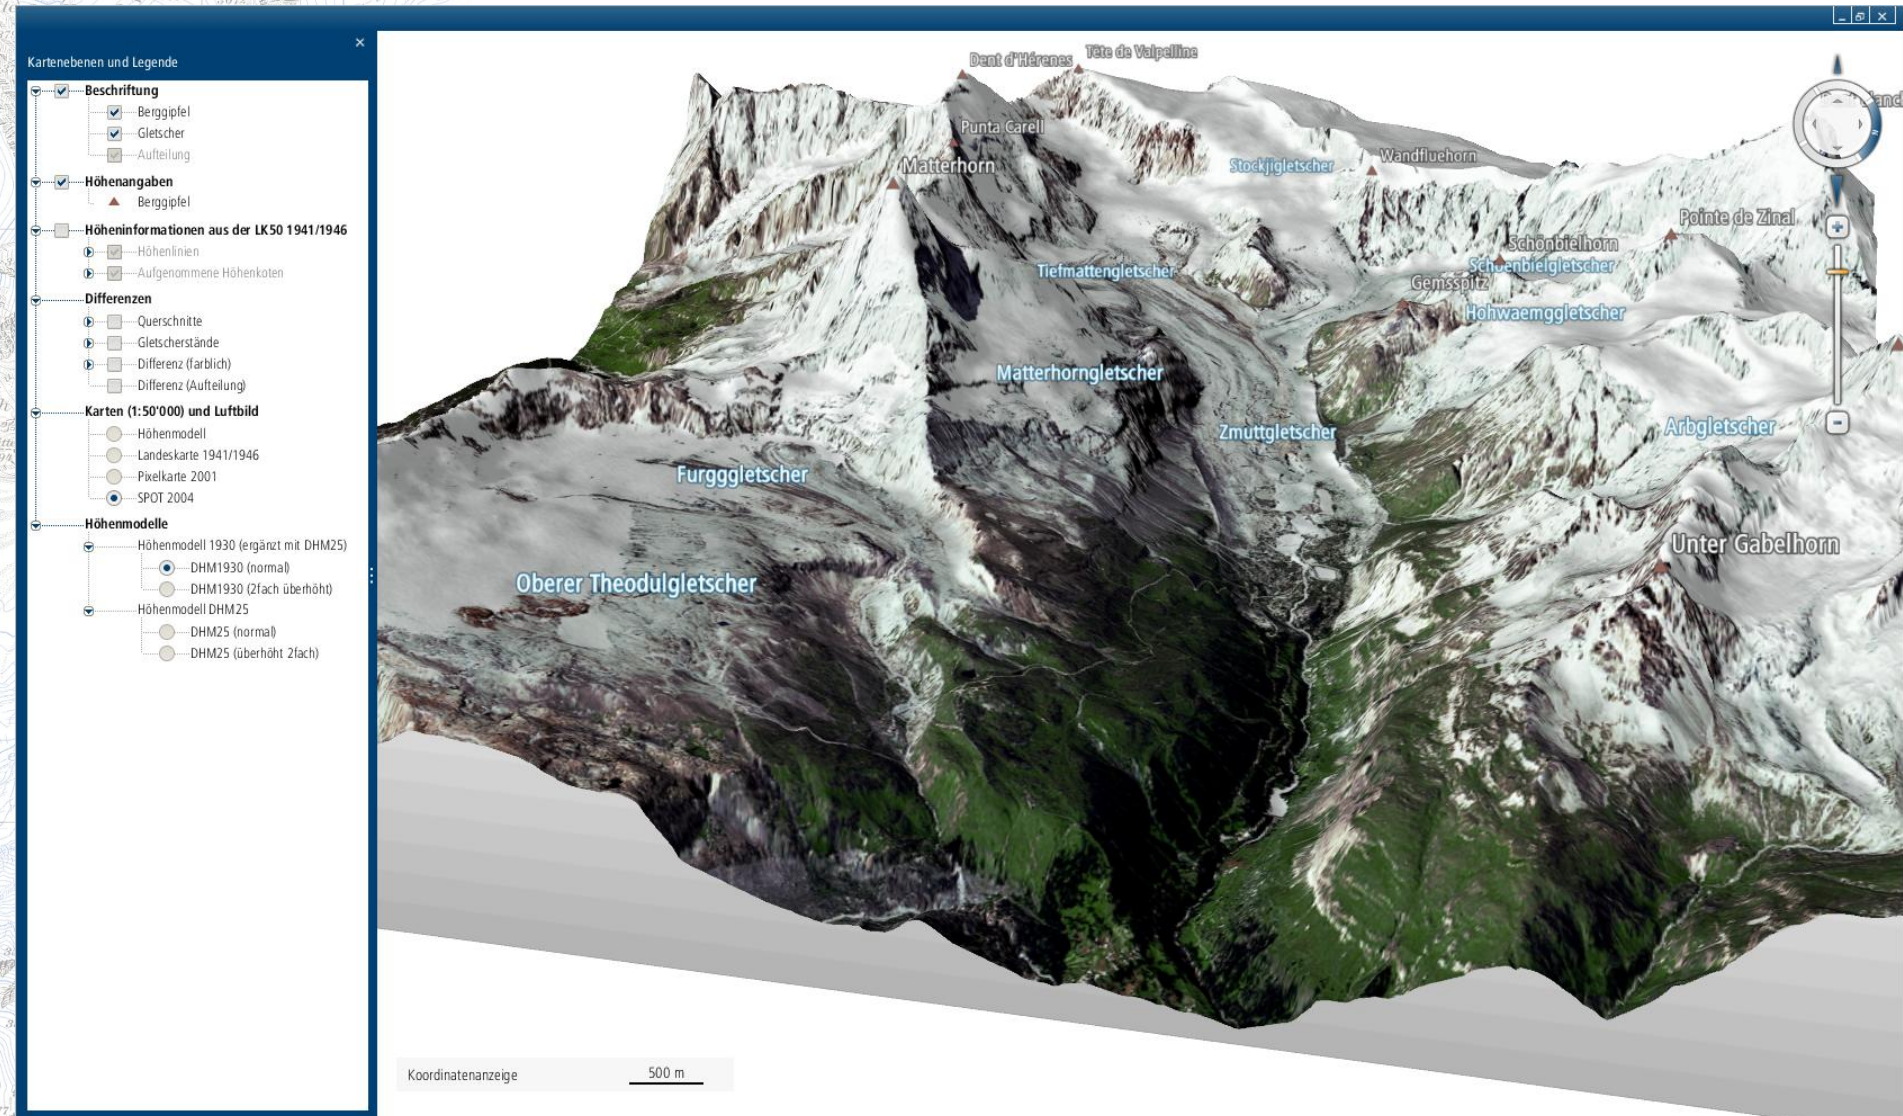 Kartenebenen und Legende
Beschriftung
Berggipfel
Gletscher
Aufteilung
Höhenangaben
Berggipfel
Höheninformationen aus der LK50 1941/1946
Höhenlinien
Aufgenommene Höhenkoten
Differenzen
Querschnitte
Gletscherstände
Differenz (farblich)
Differenz (Aufteilung)
Karten (1:50'000) und Luftbild
Höhenmodell
Landeskarte 1941/1946
Pixelkarte 2001
SPOT 2004
Höhenmodelle
Höhenmodell 1930 (ergänzt mit DHM25)
DHM1930 (normal)
DHM1930 (2fach überhöht)
Höhenmodell DHM25
DHM25 (normal)
DHM25 (überhöht 2fach)
Dent d'Hérenes
Tête de Valpelline
Punta Carell
Matterhorn
Stockjigletscher
Wandfluehorn
Pointe de Zinal
Schönbielhorn
Schoenbielgletscher
Tiefmattengletscher
Gemsspitz
Hohwaemggletscher
Matterhorngletscher
Zmuttgletscher
Arbgletscher
Furgggletscher
Unter Gabelhorn
Oberer Theodulgletscher
N
Koordinatenanzeige
500 m